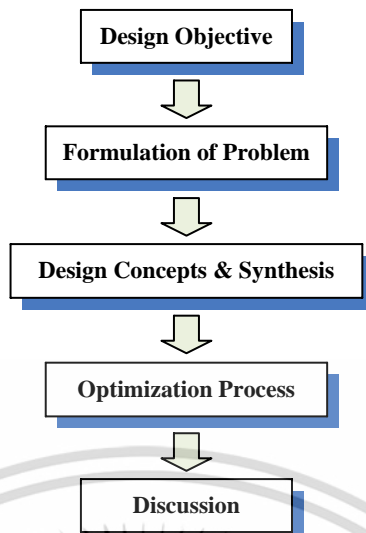 Design Objective
Formulation of Problem
Design Concepts & Synthesis
Optimization Process
Discussion